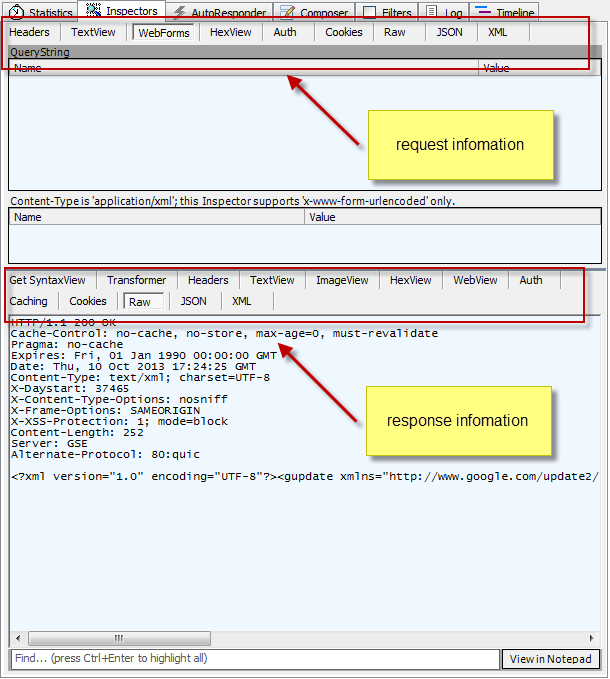 Statistics Inspectors AutoResponder Composer Filters Log Timeline
Headers TextView WebForms HexView Auth Cookies Raw JSON XML
QueryString
Name Value
request infomation
Content-Type is 'application/xml'; this Inspector supports 'x-www-form-urlencoded' only.
Name Value
Get SyntaxView Transformer Headers TextView ImageView HexView WebView Auth
Caching Cookies Raw JSON XML
HTTP/1.1 200 OK
Cache-Control: no-cache, no-store, max-age=0, must-revalidate
Pragma: no-cache
Expires: Fri, 01 Jan 1990 00:00:00 GMT
Date: Thu, 10 Oct 2013 17:24:25 GMT
Content-Type: text/xml; charset=UTF-8
X-Daystart: 37465
X-Content-Type-Options: nosniff
X-Frame-Options: SAMEORIGIN
X-XSS-Protection: 1; mode=block
Content-Length: 252
Server: GSE
Alternate-Protocol: 80:quic
response infomation
<?xml version="1.0" encoding="UTF-8"?><gupdate xmlns="http://www.google.com/update2/
Find... (press Ctrl+Enter to highlight all) View in Notepad